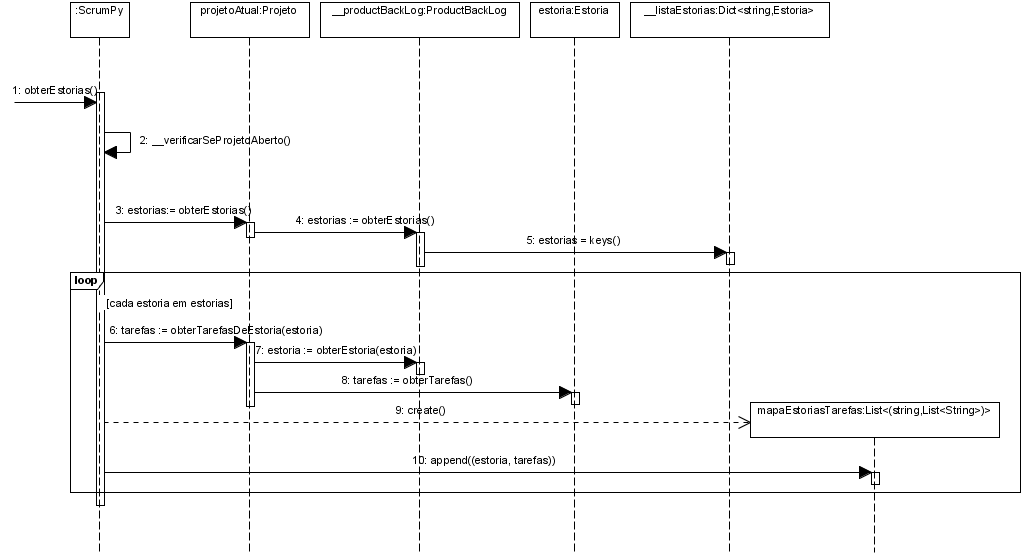 :ScrumPy
projetoAtual:Projeto
__productBackLog:ProductBackLog
estoria:Estoria
__listaEstorias:Dict<string,Estoria>
1: obterEstorias()
2: __verificarSeProjetoAberto()
3: estorias:= obterEstorias()
4: estorias := obterEstorias()
5: estorias = keys()
loop
[cada estoria em estorias]
6: tarefas := obterTarefasDeEstoria(estoria)
7: estoria := obterEstoria(estoria)
8: tarefas := obterTarefas()
9: create()
mapaEstoriasTarefas:List<(string,List<String>)>
10: append((estoria, tarefas))